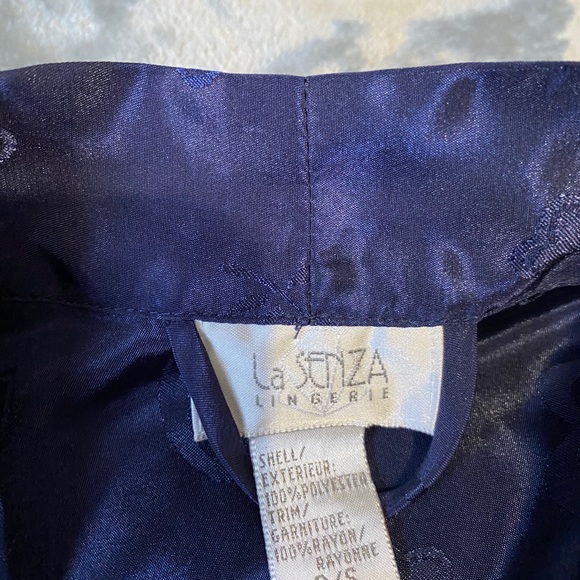 La SENZA
LINGERIE
SHELL/
EXTERIEUR:
100%POLYESTER
TRIM/
GARNITURE:
100%RAYON/
RAYONNE